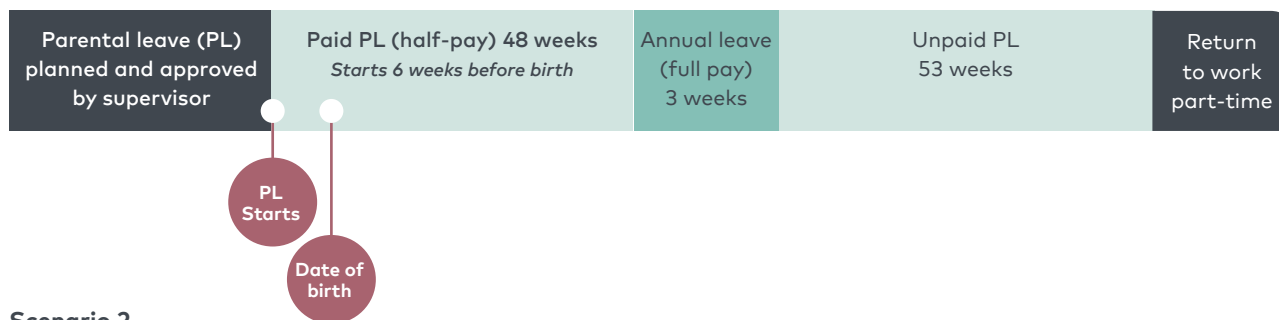 Parental leave (PL)
planned and approved
by supervisor
Paid PL (half-pay) 48 weeks
Starts 6 weeks before birth
Annual leave
(full pay)
3 weeks
Unpaid PL
53 weeks
Return
to work
part-time
PL
Starts
Date of
birth
Scenario 2